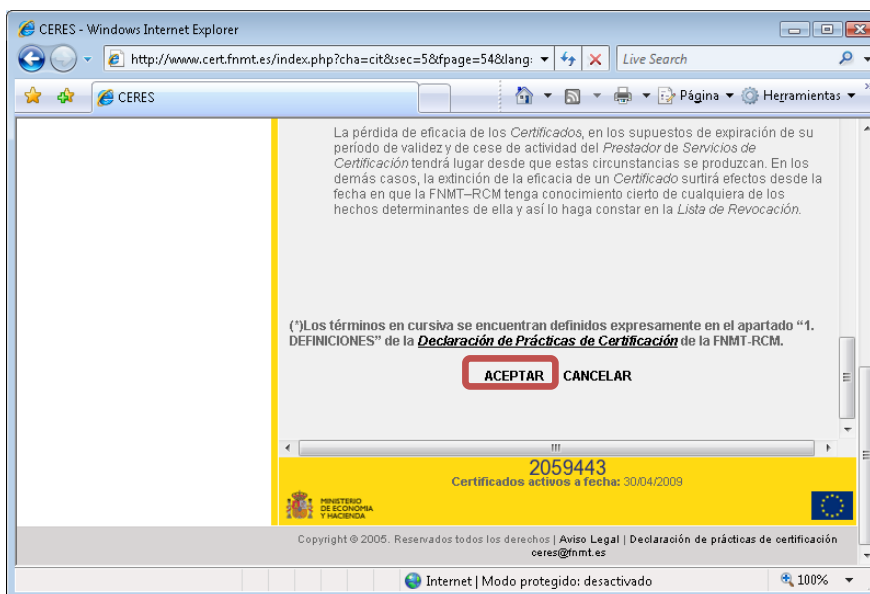 CERES - Windows Internet Explorer
http://www.cert.fnmt.es/index.php?cha=cit&sec=5&fpage=54&lang:
Live Search
CERES
Página
Herramientas
La pérdida de eficacia de los Certificados, en los supuestos de expiración de su
período de validez y de cese de actividad del Prestador de Servicios de
Certificación tendrá lugar desde que estas circunstancias se produzcan. En los
demás casos, la extinción de la eficacia de un Certificado surtirá efectos desde la
fecha en que la FNMT–RCM tenga conocimiento cierto de cualquiera de los
hechos determinantes de ella y así lo haga constar en la Lista de Revocación.
(*)Los términos en cursiva se encuentran definidos expresamente en el apartado “1.
DEFINICIONES” de la Declaración de Prácticas de Certificación de la FNMT-RCM.
ACEPTAR CANCELAR
2059443
Certificados activos a fecha: 30/04/2009
MINISTERIO
DE ECONOMIA
Y HACIENDA
Copyright © 2005. Reservados todos los derechos | Aviso Legal | Declaración de prácticas de certificación
ceres@fnmt.es
Internet | Modo protegido: desactivado
100%